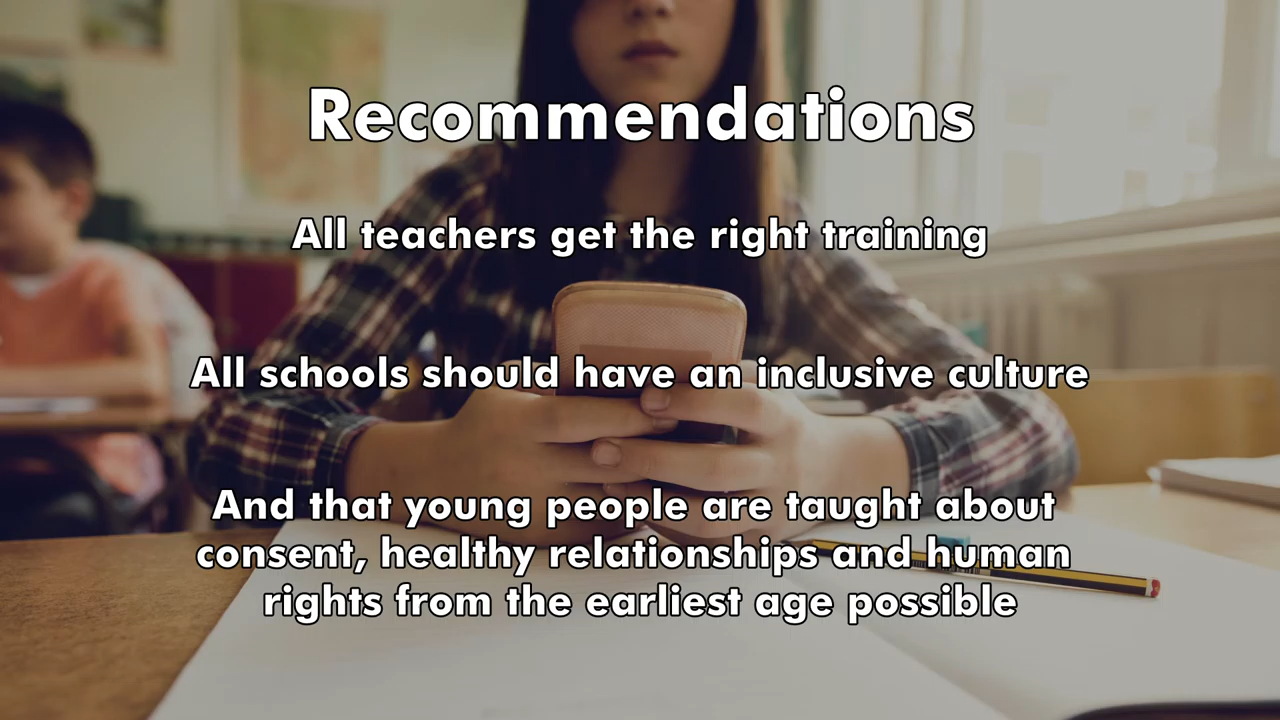 Recommendations
All teachers get the right training
All schools should have an inclusive culture
And that young people are taught about
consent, healthy relationships and human
rights from the earliest age possible